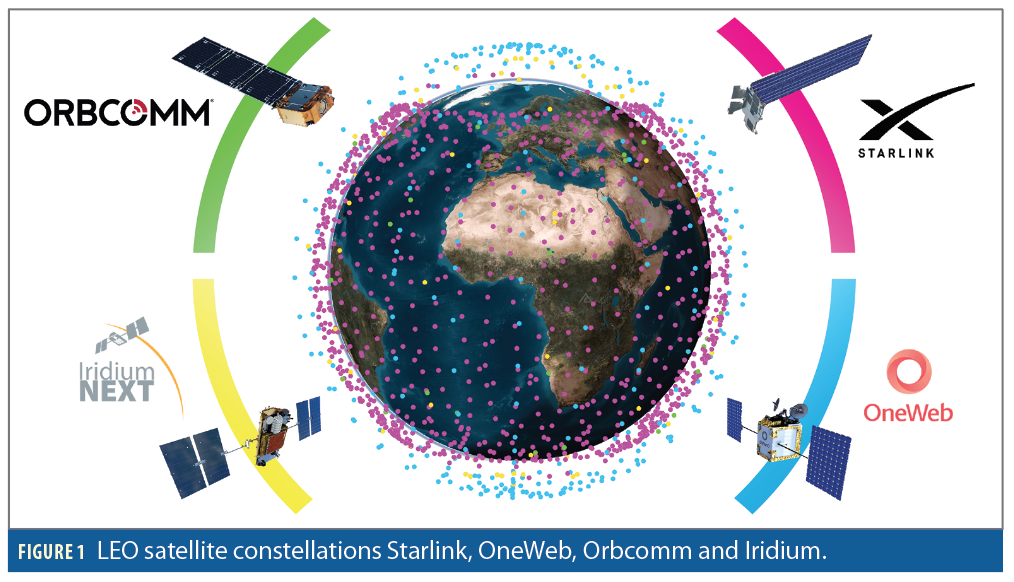 ORBCOMM
STARLINK
Iridium
NEXT
OneWeb
FIGURE 1 LEO satellite constellations Starlink, OneWeb, Orbcomm and Iridium.